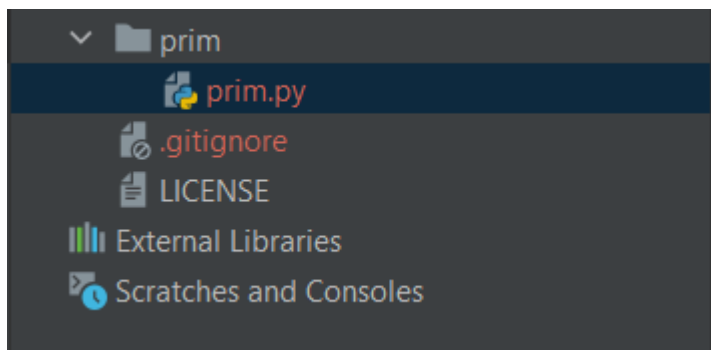 prim
prim.py
.gitignore
LICENSE
External Libraries
Scratches and Consoles